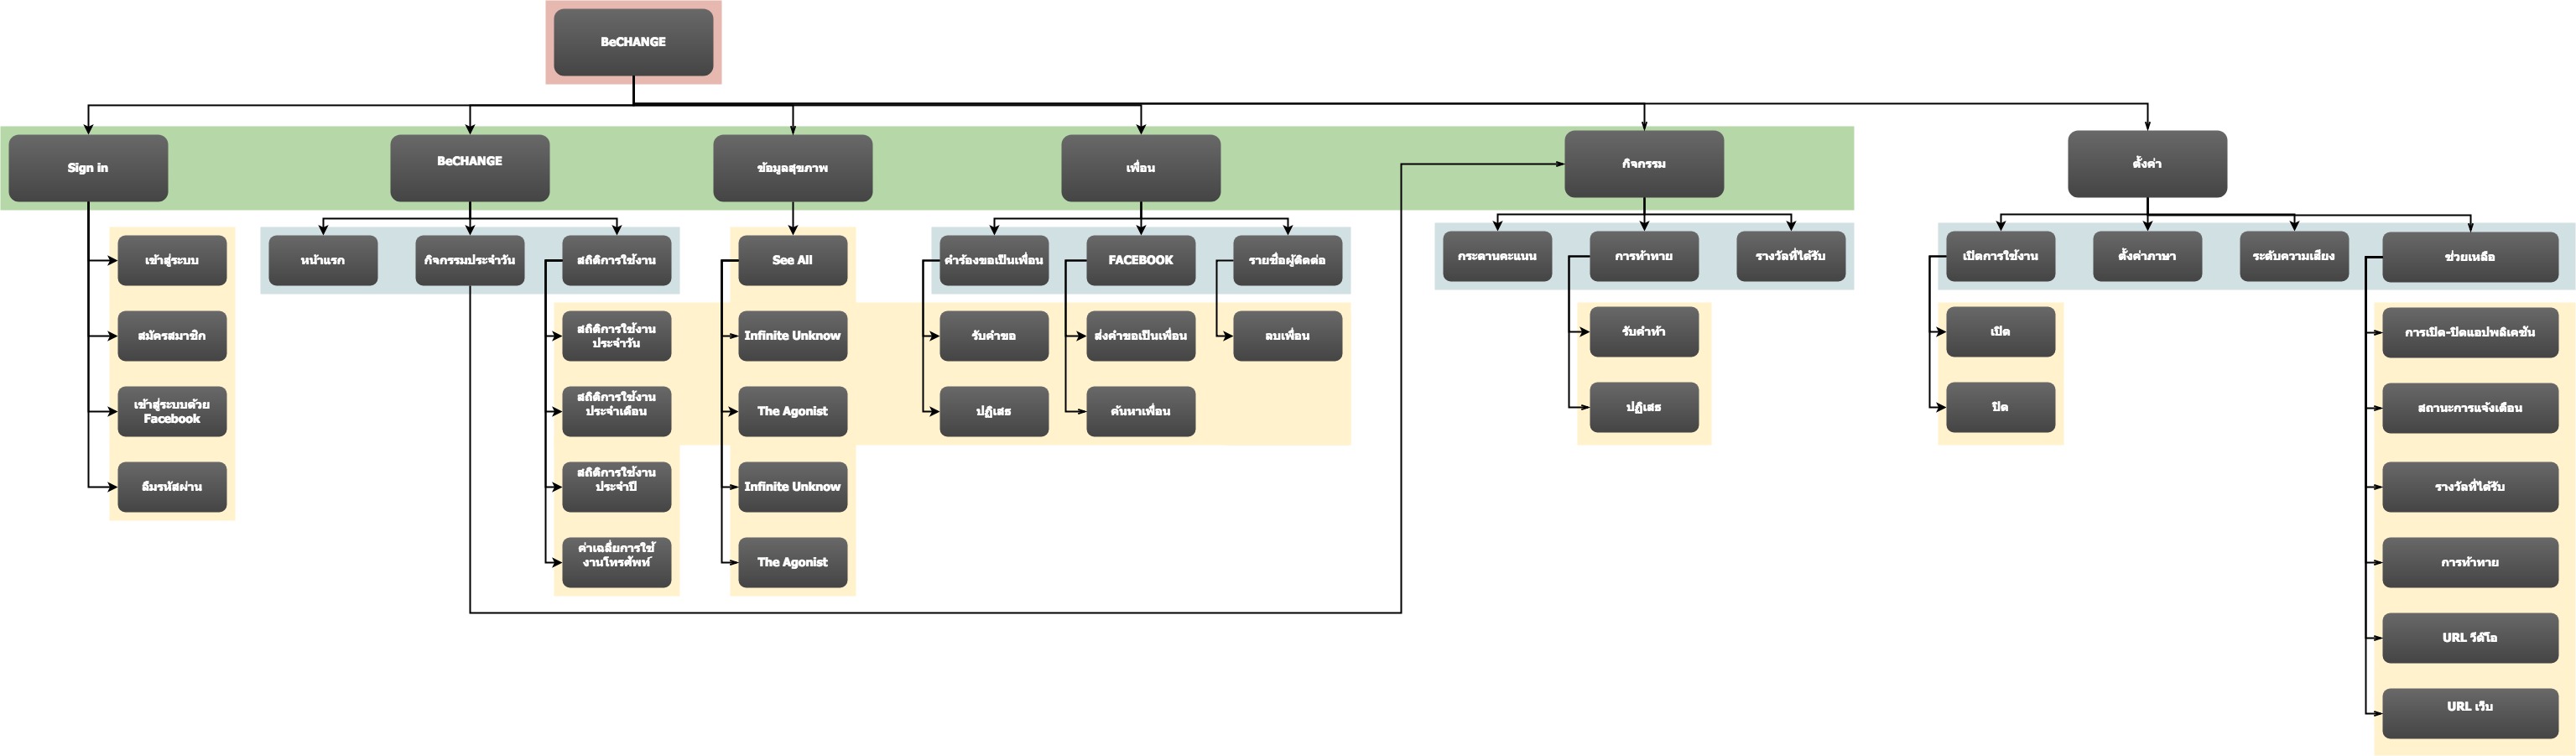 BeCHANGE
Sign in
BeCHANGE
ข้อมูลสุขภาพ
เพื่อน
กิจกรรม
ตั้งค่า
เข้าสู่ระบบ
หน้าแรก
กิจกรรมประจำวัน
สถิติการใช้งาน
See All
คำร้องขอเป็นเพื่อน
FACEBOOK
รายชื่อผู้ติดต่อ
กระดานคะแนน
การท้าทาย
รางวัลที่ได้รับ
เปิดการใช้งาน
ตั้งค่าภาษา
ระดับความเสี่ยง
ช่วยเหลือ
สมัครสมาชิก
สถิติการใช้งาน
ประจำวัน
Infinite Unknow
รับคำขอ
ส่งคำขอเป็นเพื่อน
ลบเพื่อน
รับคำท้า
เปิด
การเปิด-ปิดแอปพลิเคชัน
เข้าสู่ระบบด้วย
Facebook
สถิติการใช้งาน
ประจำเดือน
The Agonist
ปฏิเสธ
ค้นหาเพื่อน
ปฏิเสธ
ปิด
สถานะการแจ้งเตือน
ลืมรหัสผ่าน
สถิติการใช้งาน
ประจำปี
Infinite Unknow
รางวัลที่ได้รับ
ค่าเฉลี่ยการใช้
งานโทรศัพท์
The Agonist
การท้าทาย
URL วีดีโอ
URL เว็บ